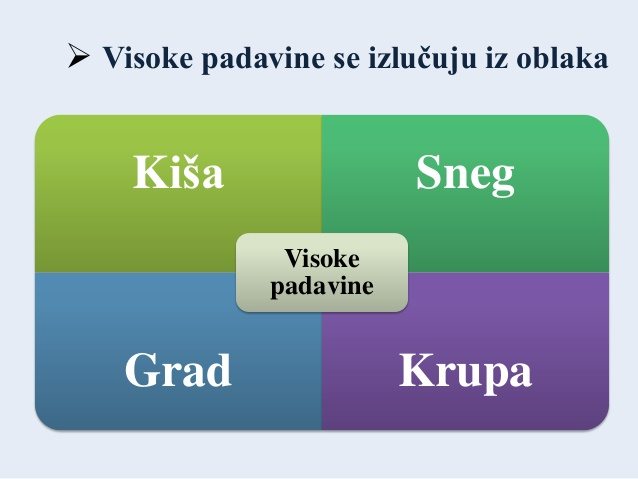 ➢ Visoke padavine se izlučuju iz oblaka
Kiša
Sneg
Visoke
padavine
Grad
Krupa